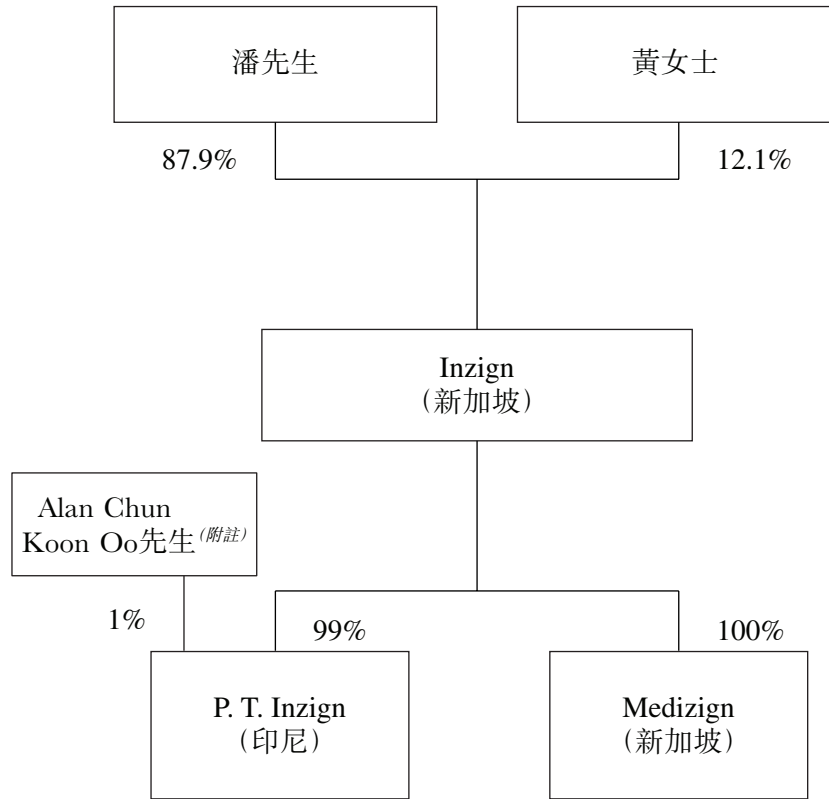 潘先生
黃女士
87.9%
12.1%
Inzign
（新加坡）
Alan Chun
Koon Oo先生(附註)
1%
99%
100%
P. T. Inzign
（印尼）
Medizign
（新加坡）